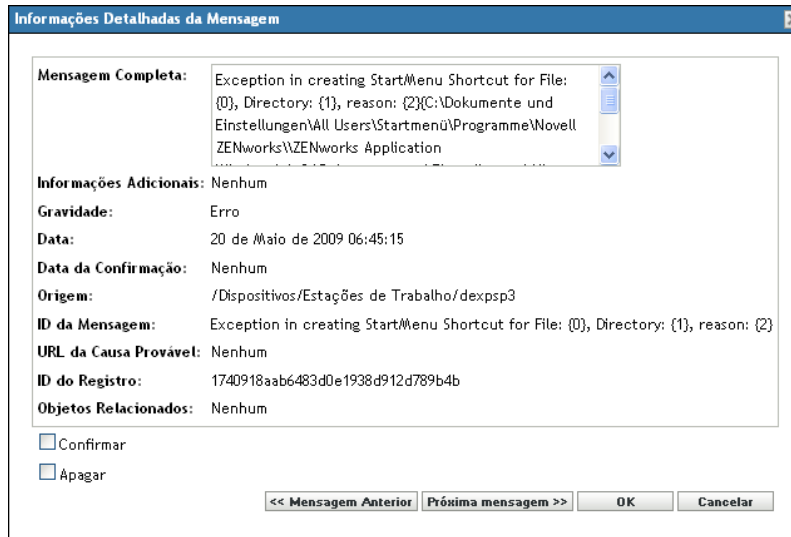 Informações Detalhadas da Mensagem
Mensagem Completa:
Exception in creating StartMenu Shortcut for File:
{0}, Directory: {1}, reason: {2}{C:\Dokumente und
Einstellungen\All Users\Startmenü\Programme\Novell
ZENworks\\ZENworks Application
Informações Adicionais: Nenhum
Gravidade: Erro
Data: 20 de Maio de 2009 06:45:15
Data da Confirmação: Nenhum
Origem: /Dispositivos/Estações de Trabalho/dexpsp3
ID da Mensagem: Exception in creating StartMenu Shortcut for File: {0}, Directory: {1}, reason: {2}
URL da Causa Provável: Nenhum
ID do Registro: 1740918aab6483d0e1938d912d789b4b
Objetos Relacionados: Nenhum
Confirmar
Apagar
<< Mensagem Anterior Próxima mensagem >> OK Cancelar